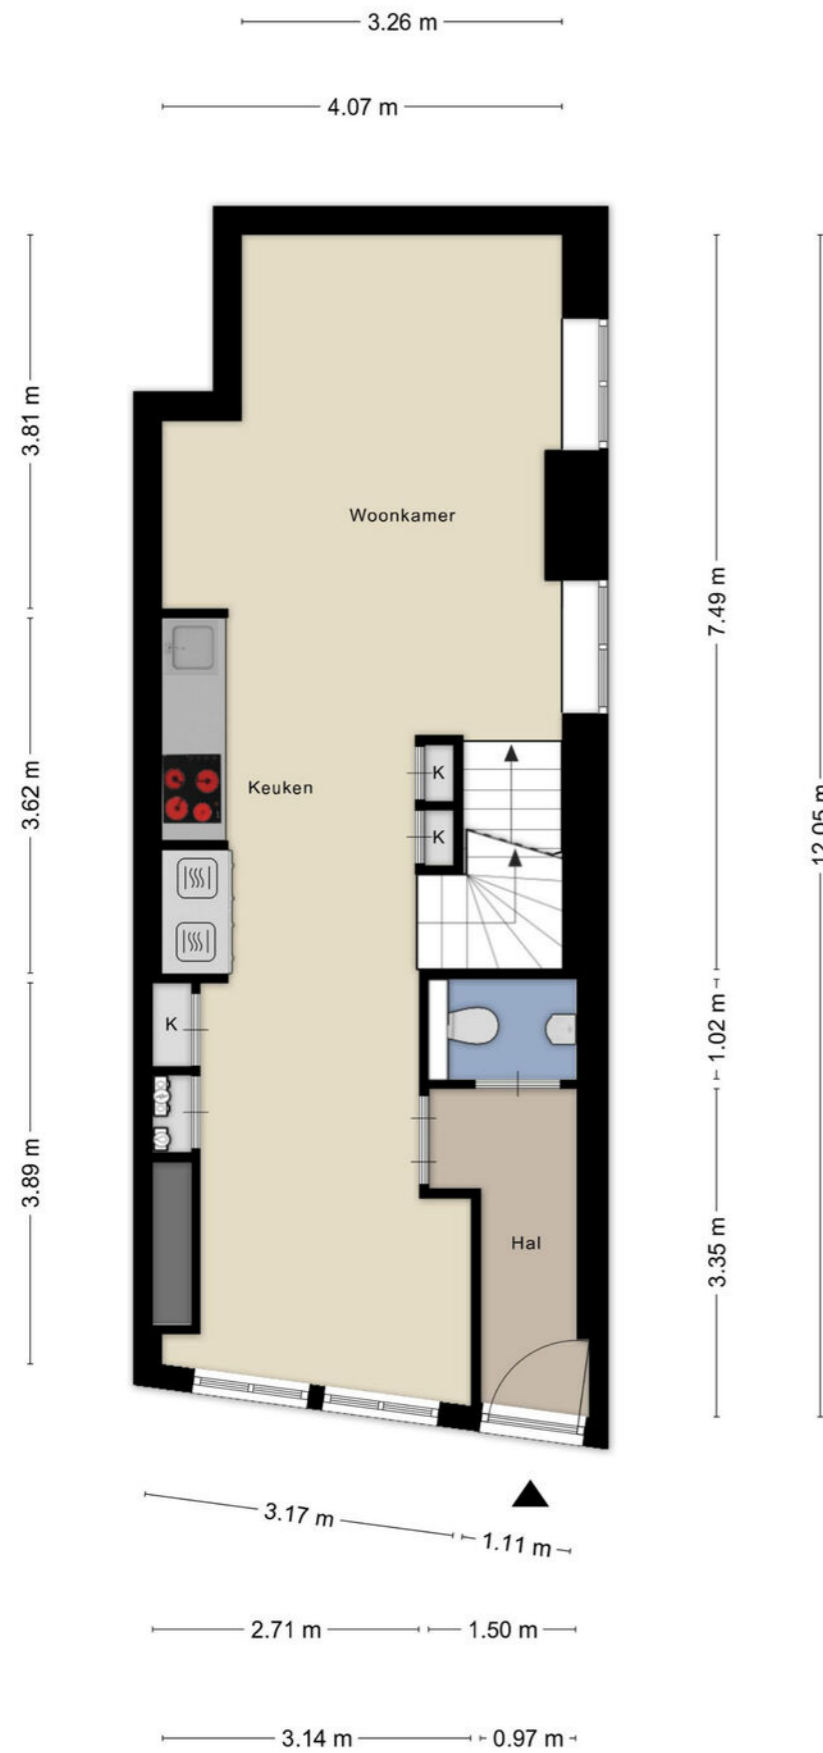 3.26 m
4.07 m
3.81 m
Woonkamer
7.49 m
K
Keuken
3.62 m
12.05 m
K
K
1.02 m
3.89 m
Hal
3.35 m
3.17 m
1.11 m
2.71 m
1.50 m
3.14 m
0.97 m